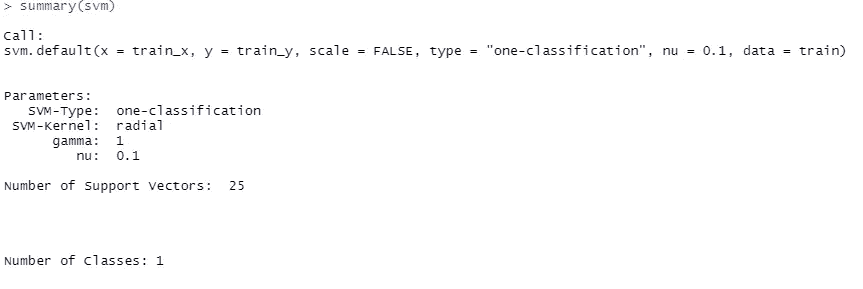 > summary(svm)
Call:
svm.default(x = train_x, y = train_y, scale = FALSE, type = "one-classification", nu = 0.1, data = train)
Parameters:
SVM-Type:  one-classification
SVM-Kernel:  radial
gamma:  1
nu:  0.1
Number of Support Vectors:  25
Number of Classes: 1